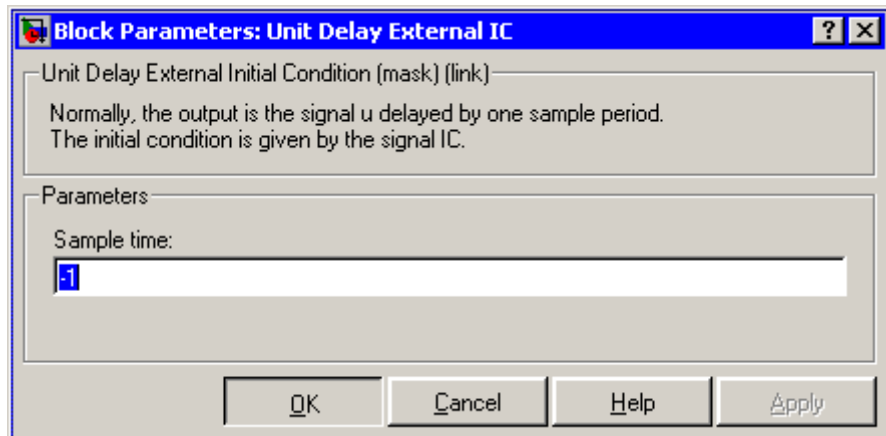 Block Parameters: Unit Delay External IC
Unit Delay External Initial Condition (mask) (link)
Normally, the output is the signal u delayed by one sample period.
The initial condition is given by the signal IC.
Parameters
Sample time:
-1
OK Cancel Help Apply